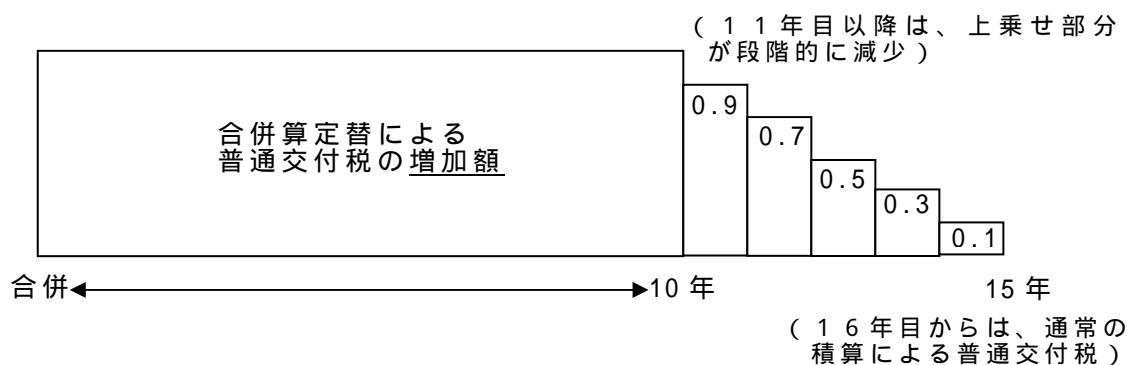 (11年目以降は、上乗せ部分
が段階的に減少)
0.9
合併算定替による
普通交付税の増加額
0.7
0.5
0.3
0.1
合併
10年
15年
(16年目からは、通常の
積算による普通交付税)